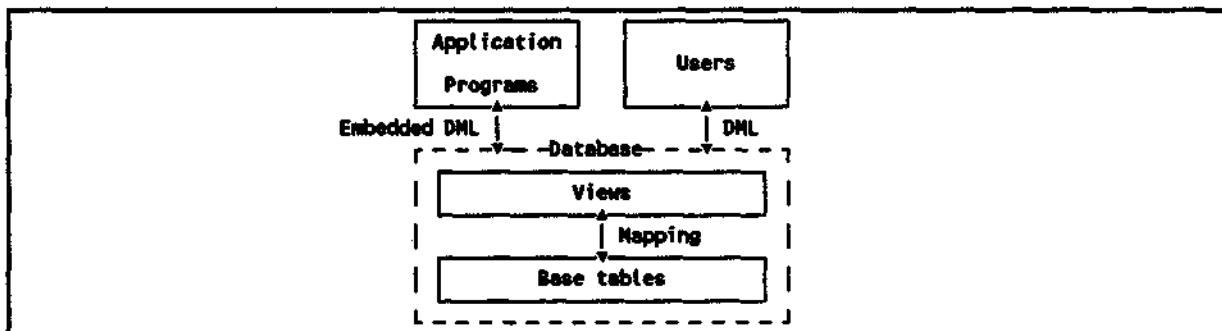 Application
Programs
Users
Embedded DML
DML
Database
Views
Mapping
Base tables